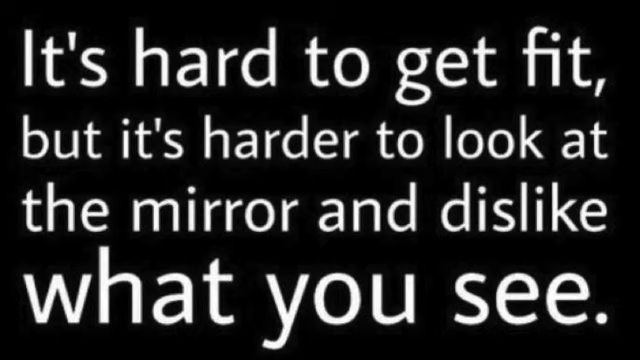 It's hard to get fit,
but it's harder to look at
the mirror and dislike
what you see.